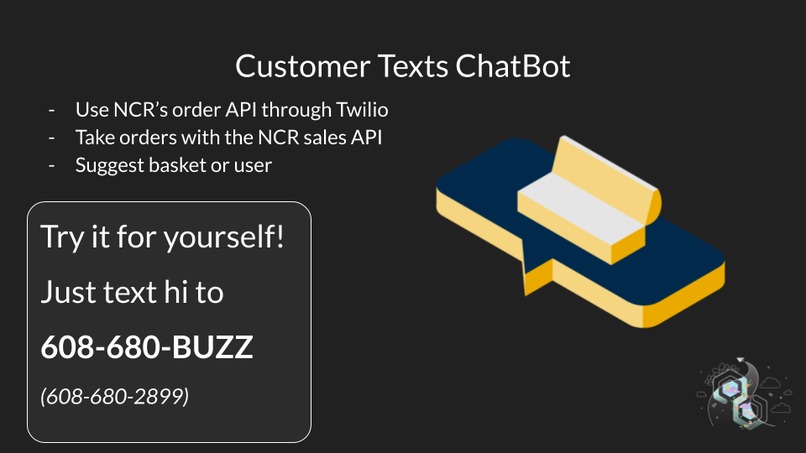 Customer Texts ChatBot
- Use NCR's order API through Twilio
- Take orders with the NCR sales API
- Suggest basket or user
Try it for yourself!
Just text hi to
608-680-BUZZ
(608-680-2899)